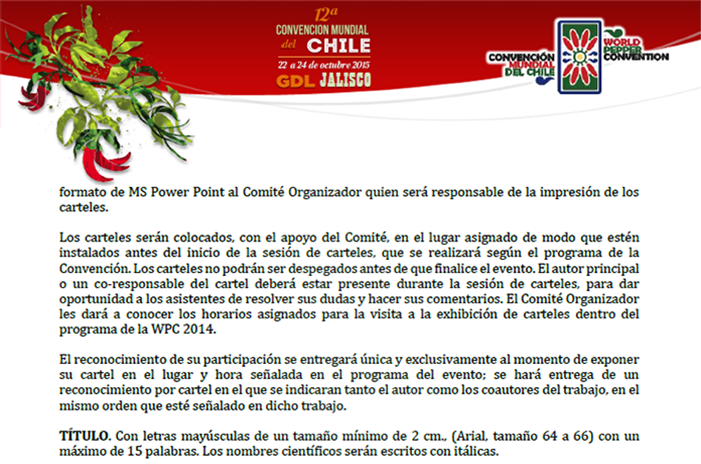 12ª
CONVENCION MUNDIAL
del CHILE
22 a 24 de octubre 2015
GDL JALISCO
CONVENCIÓN
MUNDIAL
DEL CHILE
WORLD
PEPPER
CONVENTION
formato de MS Power Point al Comité Organizador quien será responsable de la impresión de los
carteles.
Los carteles serán colocados, con el apoyo del Comité, en el lugar asignado de modo que estén
instalados antes del inicio de la sesión de carteles, que se realizará según el programa de la
Convención. Los carteles no podrán ser despegados antes de que finalice el evento. El autor principal
o un co-responsable del cartel deberá estar presente durante la sesión de carteles, para dar
oportunidad a los asistentes de resolver sus dudas y hacer sus comentarios. El Comité Organizador
les dará a conocer los horarios asignados para la visita a la exhibición de carteles dentro del
programa de la WPC 2014.
El reconocimiento de su participación se entregará única y exclusivamente al momento de exponer
su cartel en el lugar y hora señalada en el programa del evento; se hará entrega de un
reconocimiento por cartel en el que se indicaran tanto el autor como los coautores del trabajo, en el
mismo orden que esté señalado en dicho trabajo.
TÍTULO. Con letras mayúsculas de un tamaño mínimo de 2 cm., (Arial, tamaño 64 a 66) con un
máximo de 15 palabras. Los nombres científicos serán escritos con itálicas.